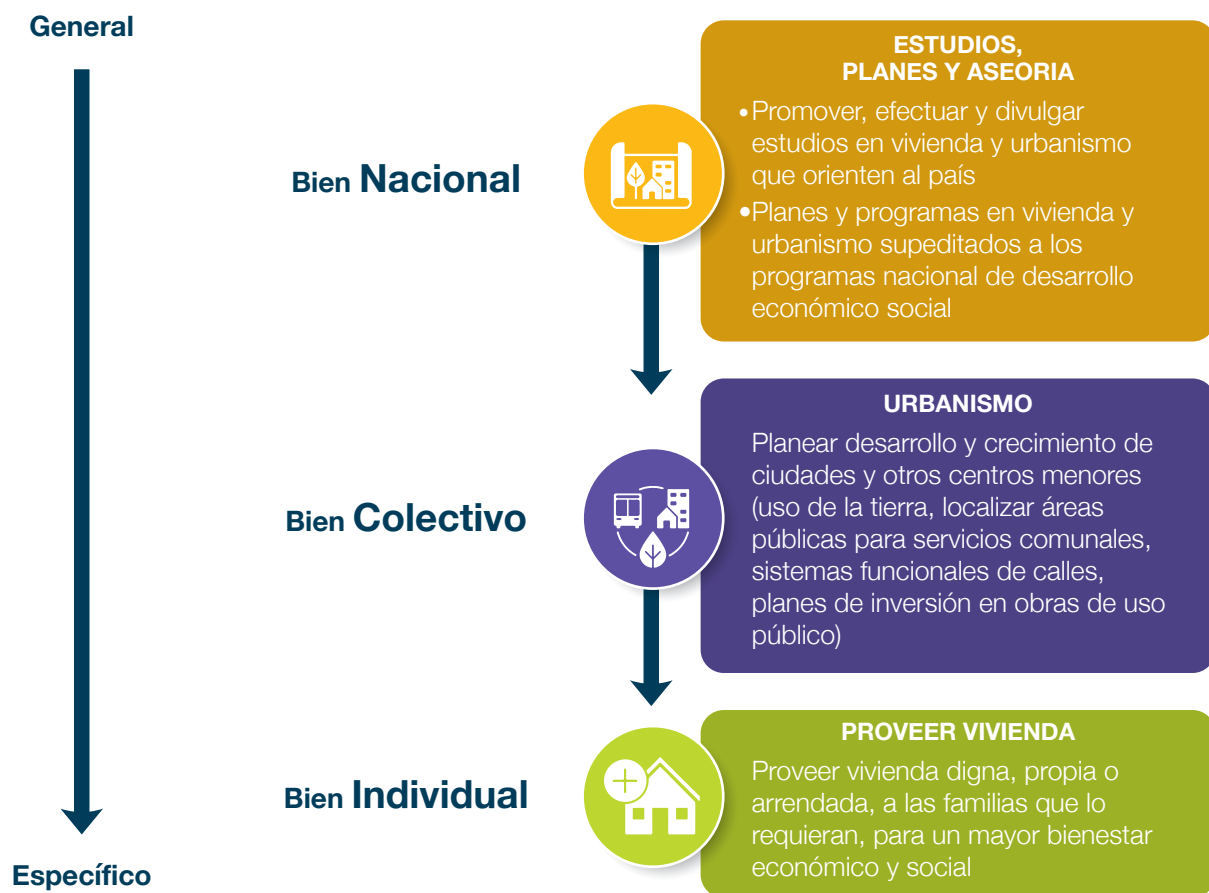 General
ESTUDIOS,
PLANES Y ASEORIA
•Promover, efectuar y divulgar
estudios en vivienda y urbanismo
que orienten al país
•Planes y programas en vivienda y
urbanismo supeditados a los
programas nacional de desarrollo
económico social
Bien Nacional
URBANISMO
Planear desarrollo y crecimiento de
ciudades y otros centros menores
(uso de la tierra, localizar áreas
públicas para servicios comunales,
sistemas funcionales de calles,
planes de inversión en obras de uso
público)
Bien Colectivo
PROVEER VIVIENDA
Proveer vivienda digna, propia o
arrendada, a las familias que lo
requieran, para un mayor bienestar
económico y social
Bien Individual
Específico